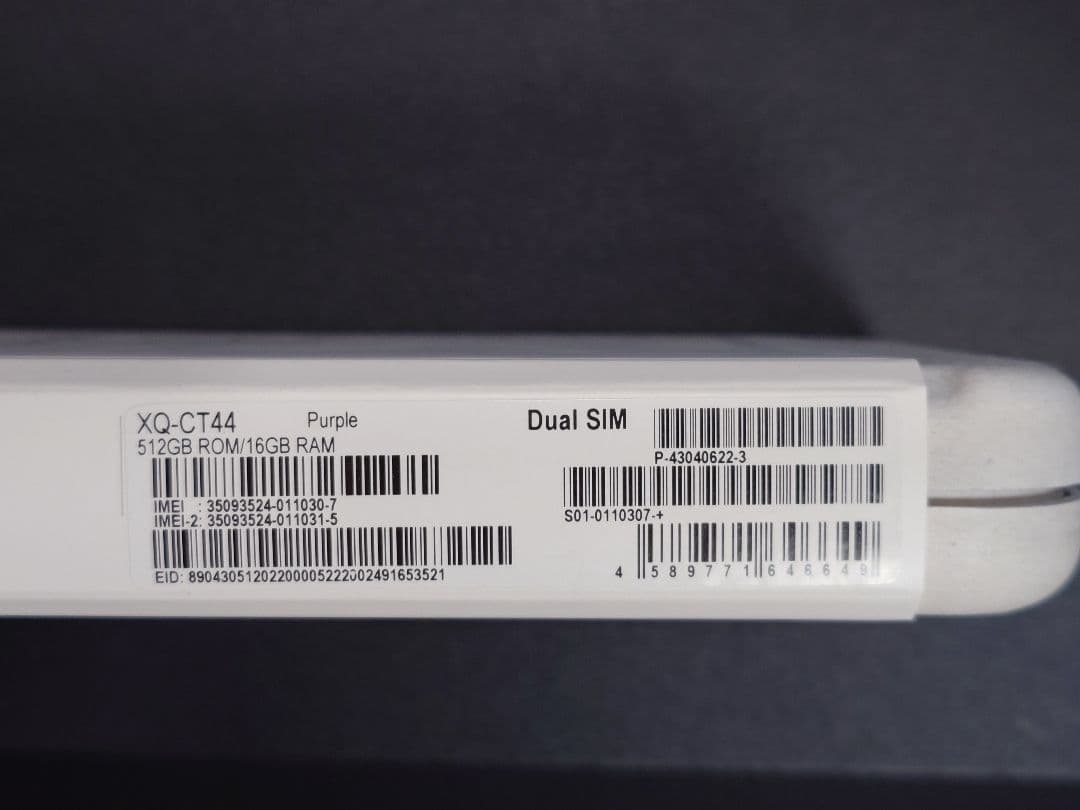 XQ-CT44 Purple
512GB ROM/16GB RAM
IMEI : 35093524-011030-7
IMEI-2: 35093524-011031-5
EID: 89043051202200005222002491653521
Dual SIM
P-43040622-3
S01-0110307-+
4 589771 646649